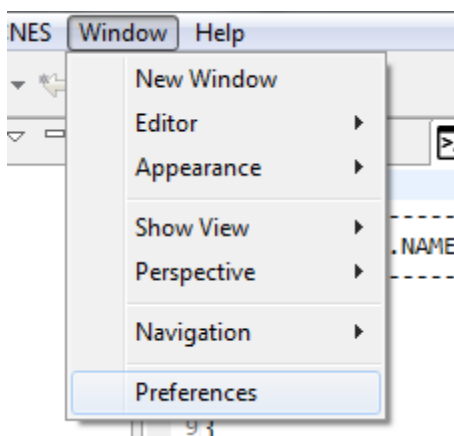 NES Window Help
New Window
Editor
Appearance
Show View
.NAME
Perspective
Navigation
Preferences
9 {